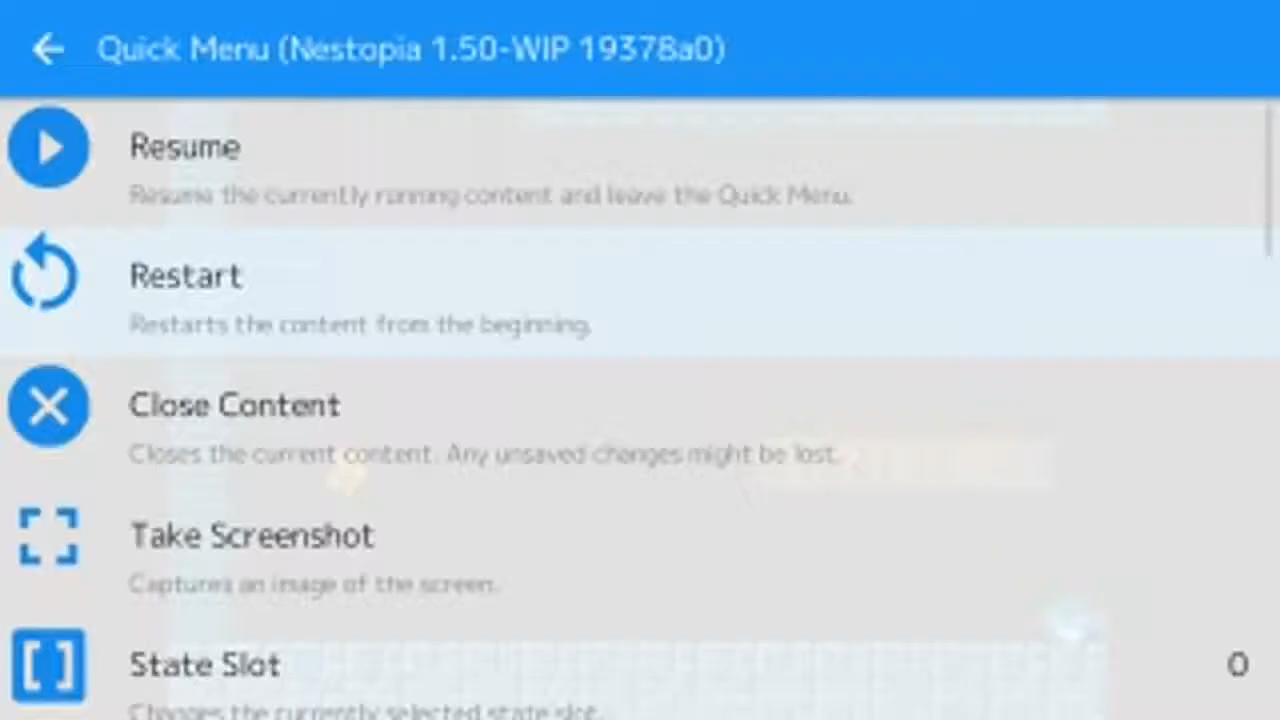 Quick Menu (Nestopia 1.50-WIP 19378a0)
Resume
Resume the currently running content and leave the Quick Menu.
Restart
Restarts the content from the beginning.
Close Content
Closes the current content. Any unsaved changes might be lost.
Take Screenshot
Captures an image of the screen.
State Slot
0
Changes the currently selected state slot.